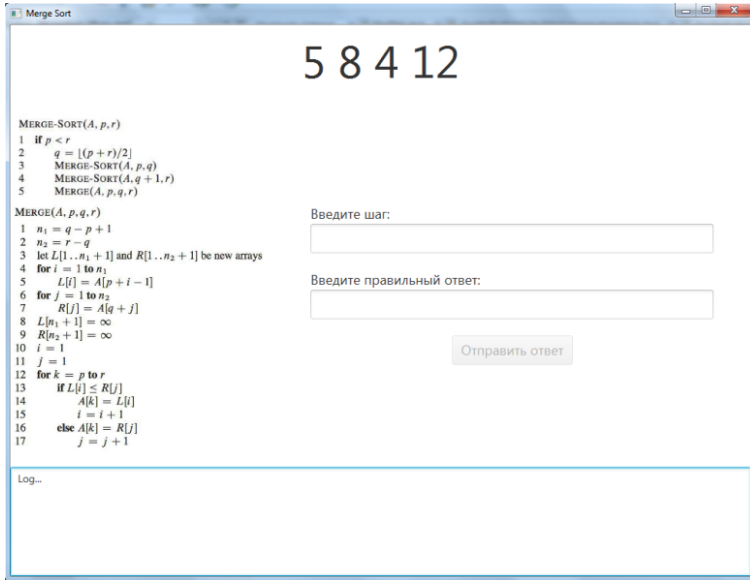 Merge Sort
5 8 4 12
MERGE-SORT(A, p, r)
1 if p < r
2 q = ⌊(p + r)/2⌋
3 MERGE-SORT(A, p, q)
4 MERGE-SORT(A, q + 1, r)
5 MERGE(A, p, q, r)
MERGE(A, p, q, r)
1 n₁ = q − p + 1
2 n₂ = r − q
3 let L[1..n₁ + 1] and R[1..n₂ + 1] be new arrays
4 for i = 1 to n₁
5 L[i] = A[p + i − 1]
6 for j = 1 to n₂
7 R[j] = A[q + j]
8 L[n₁ + 1] = ∞
9 R[n₂ + 1] = ∞
10 i = 1
11 j = 1
12 for k = p to r
13 if L[i] ≤ R[j]
14 A[k] = L[i]
15 i = i + 1
16 else A[k] = R[j]
17 j = j + 1
Введите шаг:
Введите правильный ответ:
Отправить ответ
Log...